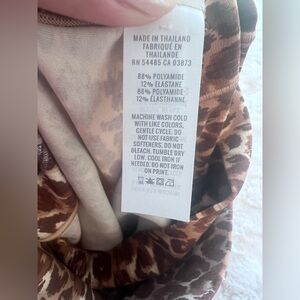 MADE IN THAILAND
FABRIQUÉ EN
THAILANDE
RN 54485 CA 03873
88% POLYAMIDE
12% ELASTANE
88% POLYAMIDE
12% ÉLASTHANNE
MACHINE WASH COLD
WITH LIKE COLORS,
GENTLE CYCLE. DO
NOT USE FABRIC
SOFTENERS. DO NOT
BLEACH. TUMBLE DRY
LOW. COOL IRON IF
NEEDED. DO NOT IRON
ON PRINT.